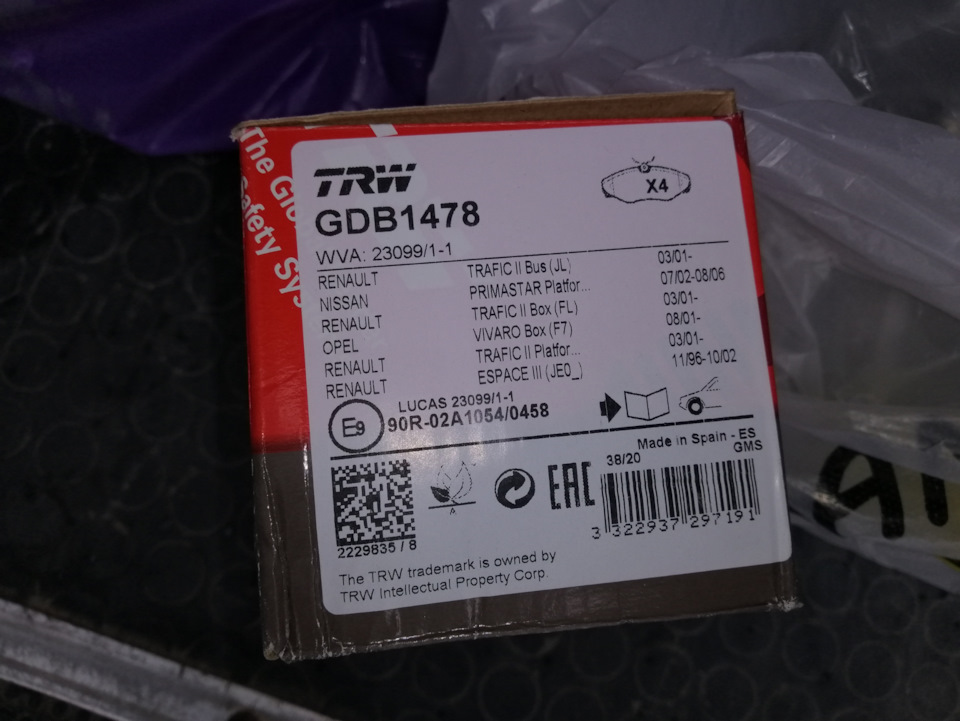 The Glo
Safety Sys
TRW
X4
GDB1478
WVA: 23099/1-1
RENAULT TRAFIC II Bus (JL) 03/01-
NISSAN PRIMASTAR Platfor... 07/02-08/06
RENAULT TRAFIC II Box (FL) 03/01-
OPEL VIVARO Box (F7) 08/01-
RENAULT TRAFIC II Platfor... 03/01-
RENAULT ESPACE III (JE0_) 11/96-10/02
LUCAS 23099/1-1
E9 90R-02A1054/0458
Made in Spain - ES
38/20 GMS
EAC
3 322937 297191
2229835 / 8
The TRW trademark is owned by
TRW Intellectual Property Corp.